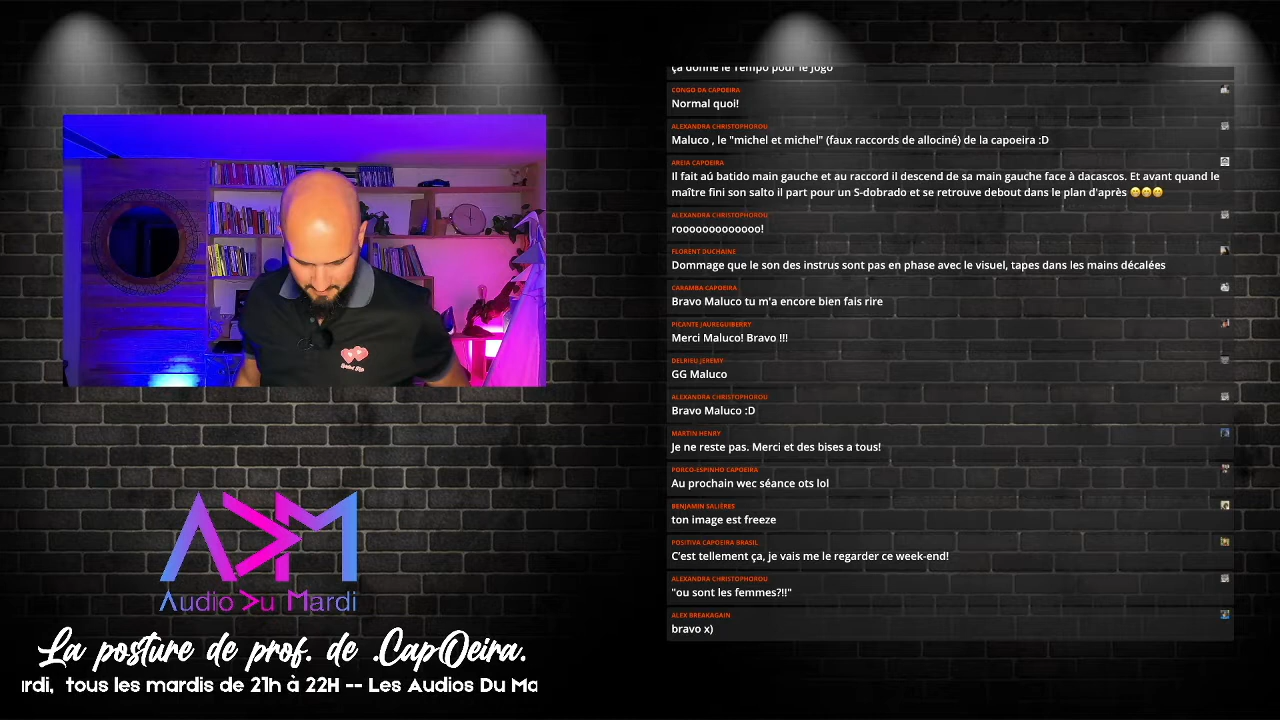 ça donne le Tempo pour le Jogo
CONGO DA CAPOEIRA
Normal quoi!
ALEXANDRA CHRISTOPHOROU
Maluco , le "michel et michel" (faux raccords de allociné) de la capoeira :D
AREIA CAPOEIRA
Il fait aú batido main gauche et au raccord il descend de sa main gauche face à dacascos. Et avant quand le
maître fini son salto il part pour un S-dobrado et se retrouve debout dans le plan d'après 😁😁😁
ALEXANDRA CHRISTOPHOROU
rooooooooooooo!
FLORENT DUCHAINE
Dommage que le son des instrus sont pas en phase avec le visuel, tapes dans les mains décalées
CARAMBA CAPOEIRA
Bravo Maluco tu m'a encore bien fais rire
PICANTE JAUREGUIBERRY
Merci Maluco! Bravo !!!
DELRIEU JEREMY
GG Maluco
ALEXANDRA CHRISTOPHOROU
Bravo Maluco :D
MARTIN HENRY
Je ne reste pas. Merci et des bises a tous!
PORCO-ESPINHO CAPOEIRA
Au prochain wec séance ots lol
BENJAMIN SALIÈRES
ton image est freeze
POSITIVA CAPOEIRA BRASIL
C'est tellement ça, je vais me le regarder ce week-end!
ALEXANDRA CHRISTOPHOROU
"ou sont les femmes?!!"
ALEX BREAKAGAIN
bravo x)
ADM
Audio Du Mardi
La posture de prof. de .CapOeira.
rdi, tous les mardis de 21h à 22H -- Les Audios Du Ma